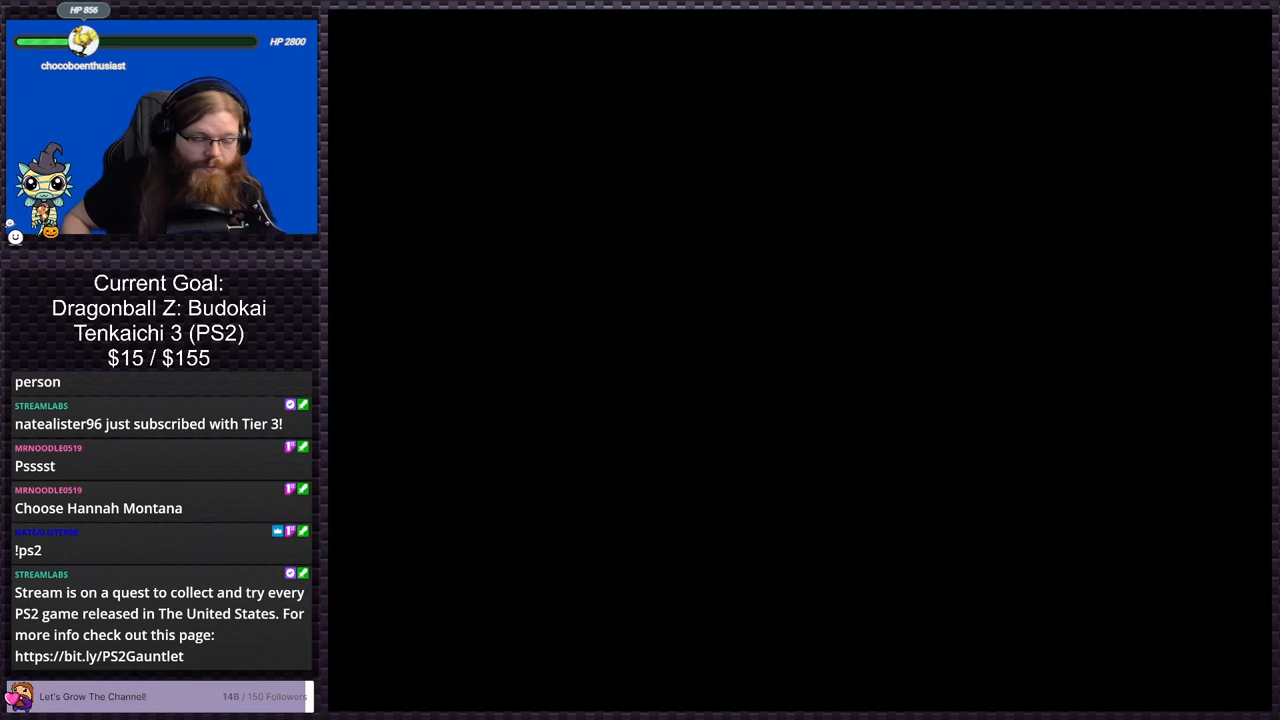 HP 856
HP 2800
chocoboenthusiast
Current Goal:
Dragonball Z: Budokai
Tenkaichi 3 (PS2)
$15 / $155
person
STREAMLABS
natealister96 just subscribed with Tier 3!
MRNOODLE0519
Psssst
MRNOODLE0519
Choose Hannah Montana
NATEALISTER96
!ps2
STREAMLABS
Stream is on a quest to collect and try every
PS2 game released in The United States. For
more info check out this page:
https://bit.ly/PS2Gauntlet
Let's Grow The Channel! 146 / 150 Followers